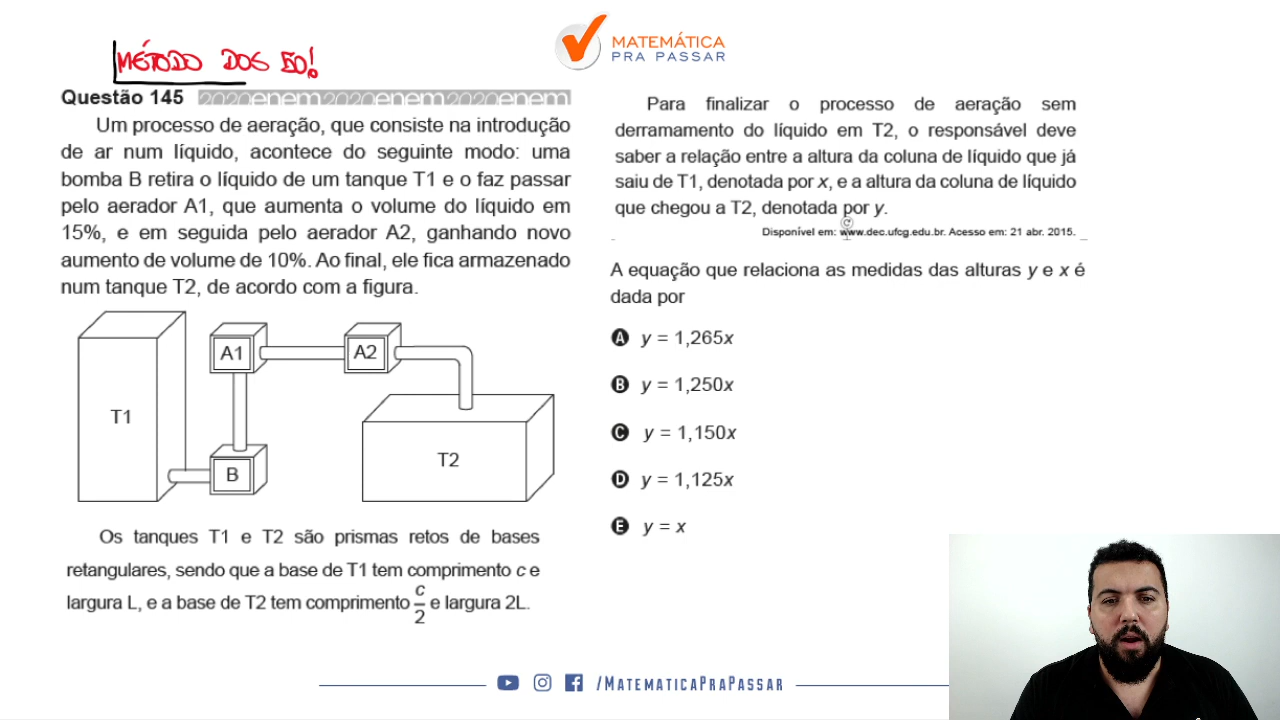 MATEMÁTICA
PRA PASSAR
MÉTODO DOS 50!
Questão 145 2020enem2020enem2020enem
Um processo de aeração, que consiste na introdução
de ar num líquido, acontece do seguinte modo: uma
bomba B retira o líquido de um tanque T1 e o faz passar
pelo aerador A1, que aumenta o volume do líquido em
15%, e em seguida pelo aerador A2, ganhando novo
aumento de volume de 10%. Ao final, ele fica armazenado
num tanque T2, de acordo com a figura.
A1
A2
T1
B
T2
Os tanques T1 e T2 são prismas retos de bases
retangulares, sendo que a base de T1 tem comprimento c e
largura L, e a base de T2 tem comprimento c/2 e largura 2L.
Para finalizar o processo de aeração sem
derramamento do líquido em T2, o responsável deve
saber a relação entre a altura da coluna de líquido que já
saiu de T1, denotada por x, e a altura da coluna de líquido
que chegou a T2, denotada por y.
Disponível em: www.dec.ufcg.edu.br. Acesso em: 21 abr. 2015.
A equação que relaciona as medidas das alturas y e x é
dada por
A y = 1,265x
B y = 1,250x
C y = 1,150x
D y = 1,125x
E y = x
/MATEMATICAPRAPASSAR